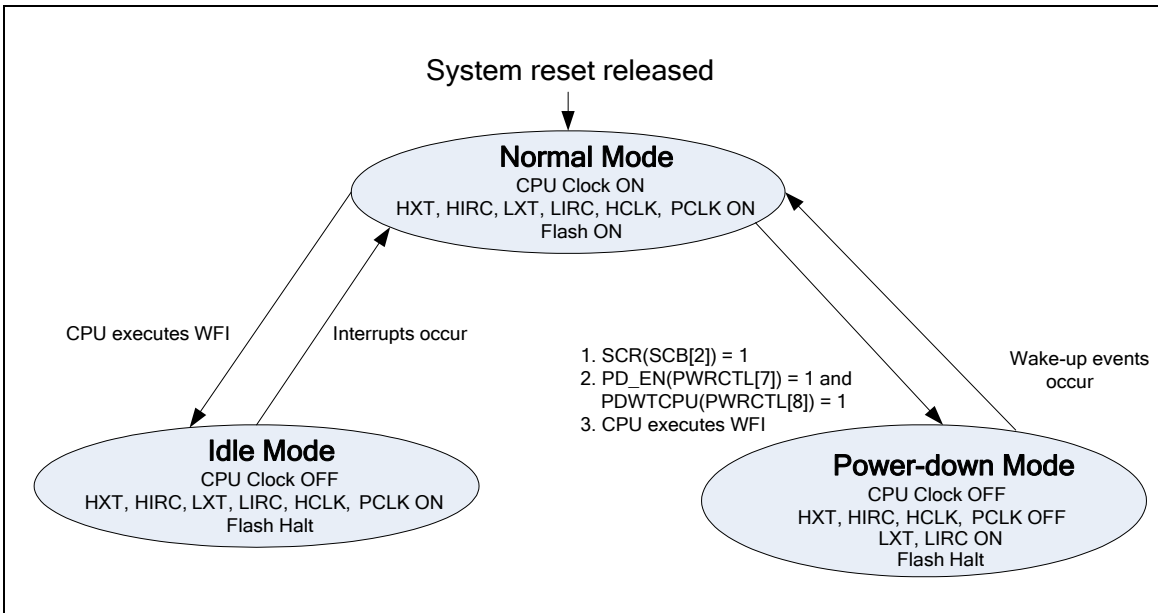 System reset released
Normal Mode
CPU Clock ON
HXT, HIRC, LXT, LIRC, HCLK, PCLK ON
Flash ON
CPU executes WFI
Interrupts occur
1. SCR(SCB[2]) = 1
2. PD_EN(PWRCTL[7]) = 1 and
PDWTCPU(PWRCTL[8]) = 1
3. CPU executes WFI
Wake-up events
occur
Idle Mode
CPU Clock OFF
HXT, HIRC, LXT, LIRC, HCLK, PCLK ON
Flash Halt
Power-down Mode
CPU Clock OFF
HXT, HIRC, HCLK, PCLK OFF
LXT, LIRC ON
Flash Halt